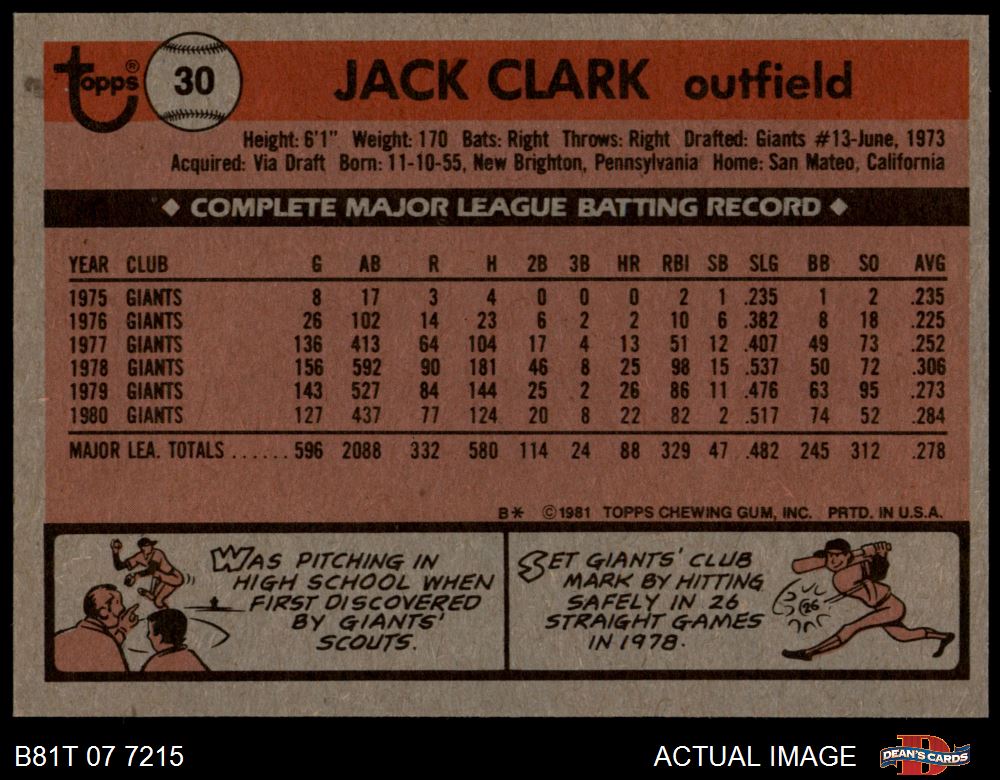 Topps® 30 JACK CLARK outfield
Height: 6'1" Weight: 170 Bats: Right Throws: Right Drafted: Giants #13-June, 1973
Acquired: Via Draft Born: 11-10-55, New Brighton, Pennsylvania Home: San Mateo, California
◆ COMPLETE MAJOR LEAGUE BATTING RECORD ◆
YEAR CLUB G AB R H 2B 3B HR RBI SB SLG BB SO AVG
1975 GIANTS 8 17 3 4 0 0 0 2 1 .235 1 2 .235
1976 GIANTS 26 102 14 23 6 2 2 10 6 .382 8 18 .225
1977 GIANTS 136 413 64 104 17 4 13 51 12 .407 49 73 .252
1978 GIANTS 156 592 90 181 46 8 25 98 15 .537 50 72 .306
1979 GIANTS 143 527 84 144 25 2 26 86 11 .476 63 95 .273
1980 GIANTS 127 437 77 124 20 8 22 82 2 .517 74 52 .284
MAJOR LEA. TOTALS ...... 596 2088 332 580 114 24 88 329 47 .482 245 312 .278
B* ©1981 TOPPS CHEWING GUM, INC. PRTD. IN U.S.A.
WAS PITCHING IN
HIGH SCHOOL WHEN
FIRST DISCOVERED
BY GIANTS'
SCOUTS.
SET GIANTS' CLUB
MARK BY HITTING
SAFELY IN 26
STRAIGHT GAMES
IN 1978.
26
B81T 07 7215 ACTUAL IMAGE DEAN'S CARDS